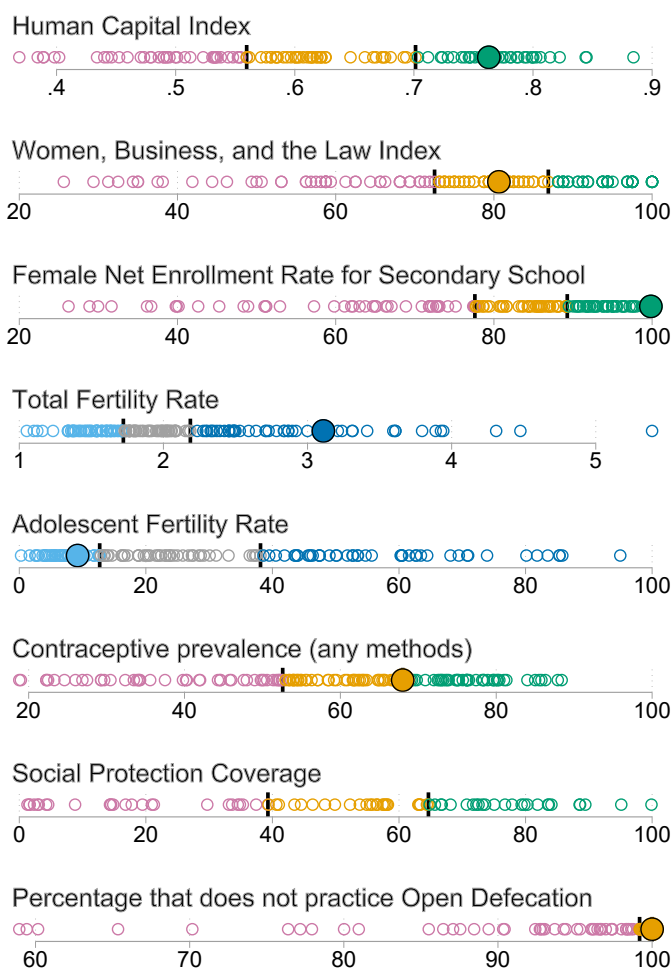 Human Capital Index
.4 .5 .6 .7 .8 .9
Women, Business, and the Law Index
20 40 60 80 100
Female Net Enrollment Rate for Secondary School
20 40 60 80 100
Total Fertility Rate
1 2 3 4 5
Adolescent Fertility Rate
0 20 40 60 80 100
Contraceptive prevalence (any methods)
20 40 60 80 100
Social Protection Coverage
0 20 40 60 80 100
Percentage that does not practice Open Defecation
60 70 80 90 100